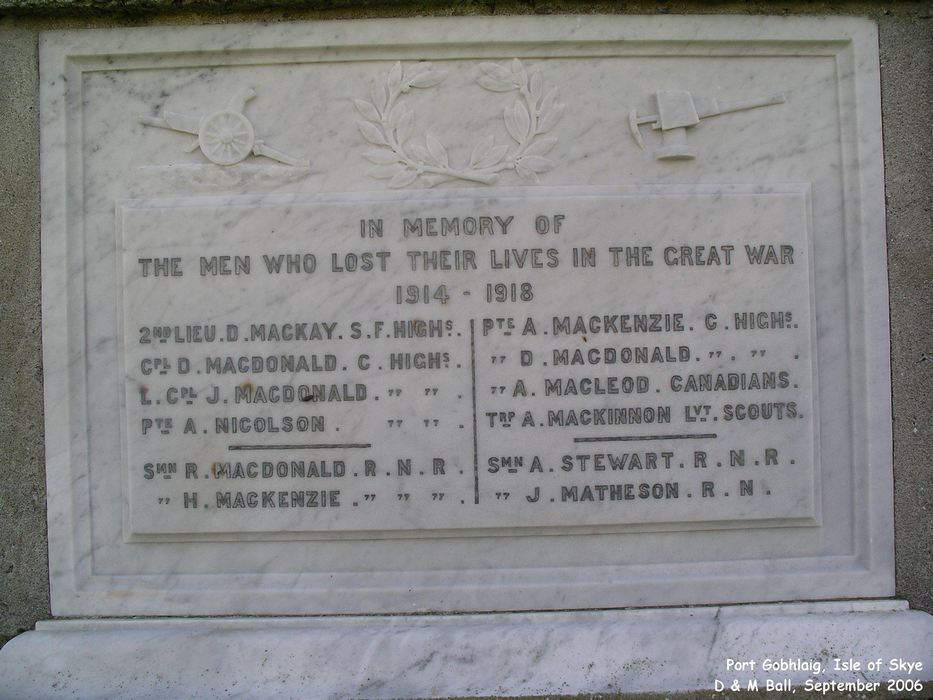 IN MEMORY OF
THE MEN WHO LOST THEIR LIVES IN THE GREAT WAR
1914 - 1918
2ND LIEU. D. MACKAY. S.F. HIGHS.
CPL D. MACDONALD. C. HIGHS.
L. CPL J. MACDONALD. " " .
PTE A. NICOLSON. " " .
SMN R. MACDONALD. R. N. R.
" H. MACKENZIE. " " " .
PTE A. MACKENZIE. C. HIGHS.
" D. MACDONALD. " . " .
" A. MACLEOD. CANADIANS.
TRP A. MACKINNON LVT. SCOUTS.
SMN A. STEWART. R. N. R.
" J. MATHESON. R. N.
Port Gobhlaig, Isle of Skye
D & M Ball, September 2006